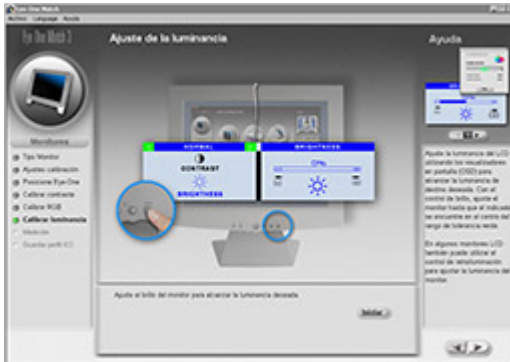 Eye One Match
Archivo Language Ayuda
Eye One Match 3
Ajuste de la luminancia
Ayuda
Monitores
Tipo Monitor
Ajustes calibración
Posicione Eye-One
Calibrar contraste
Calibrar RGB
Calibrar luminancia
Medición
Guardar perfil ICC
NORMAL
CONTRAST
BRIGHTNESS
BRIGHTNESS
Ajuste el brillo del monitor para alcanzar la luminancia deseada.
Iniciar
Ajuste la luminancia del LCD
utilizando los visualizadores
en pantalla (OSD) para
alcanzar la luminancia de
destino deseada. Con el
control de brillo, ajuste el
monitor hasta que el indicador
se encuentre en el centro del
rango de tolerancia verde.
En algunos monitores LCD
también puede utilizar el
control de retroiluminación
para ajustar la luminancia del
monitor.